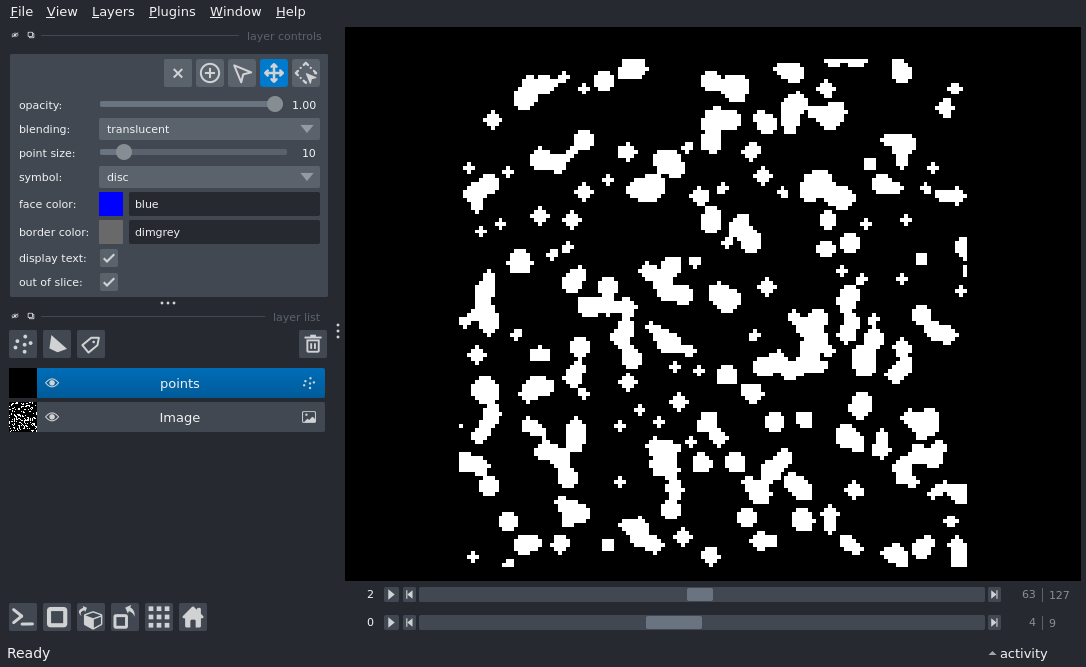 File View Layers Plugins Window Help
layer controls
opacity: 1.00
blending: translucent
point size: 10
symbol: disc
face color: blue
border color: dimgrey
display text:
out of slice:
layer list
points
Image
2 63 127
0 4 9
Ready activity